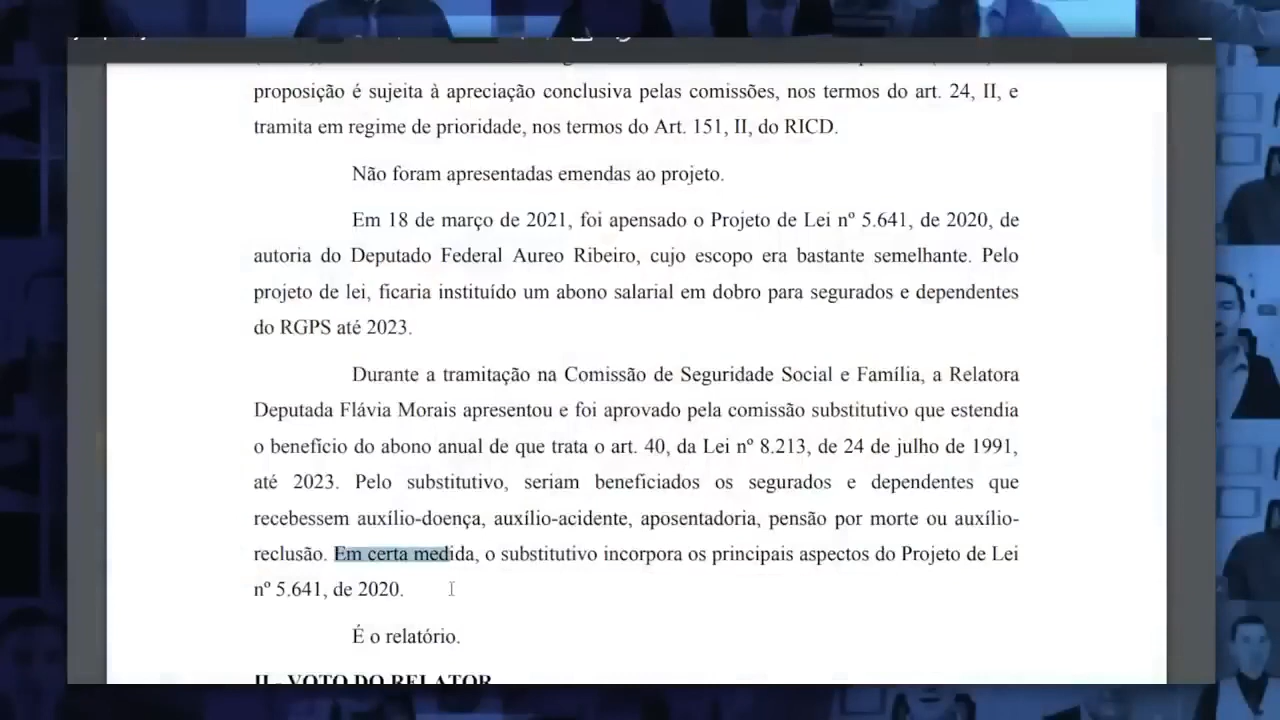 proposição é sujeita à apreciação conclusiva pelas comissões, nos termos do art. 24, II, e
tramita em regime de prioridade, nos termos do Art. 151, II, do RICD.
Não foram apresentadas emendas ao projeto.
Em 18 de março de 2021, foi apensado o Projeto de Lei nº 5.641, de 2020, de
autoria do Deputado Federal Aureo Ribeiro, cujo escopo era bastante semelhante. Pelo
projeto de lei, ficaria instituído um abono salarial em dobro para segurados e dependentes
do RGPS até 2023.
Durante a tramitação na Comissão de Seguridade Social e Família, a Relatora
Deputada Flávia Morais apresentou e foi aprovado pela comissão substitutivo que estendia
o benefício do abono anual de que trata o art. 40, da Lei nº 8.213, de 24 de julho de 1991,
até 2023. Pelo substitutivo, seriam beneficiados os segurados e dependentes que
recebessem auxílio-doença, auxílio-acidente, aposentadoria, pensão por morte ou auxílio-
reclusão. Em certa medida, o substitutivo incorpora os principais aspectos do Projeto de Lei
nº 5.641, de 2020.
É o relatório.
II - VOTO DO RELATOR